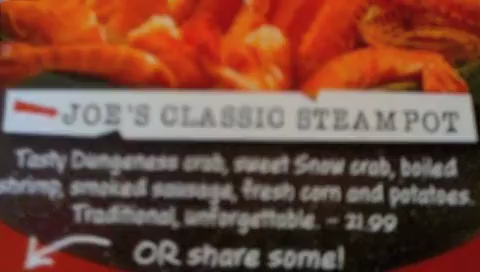 JOE'S CLASSIC STEAMPOT
Tasty Dungeness crab, sweet Snow crab, boiled
shrimp, smoked sausage, fresh corn and potatoes.
Traditional, unforgettable. - 21.99
OR share some!